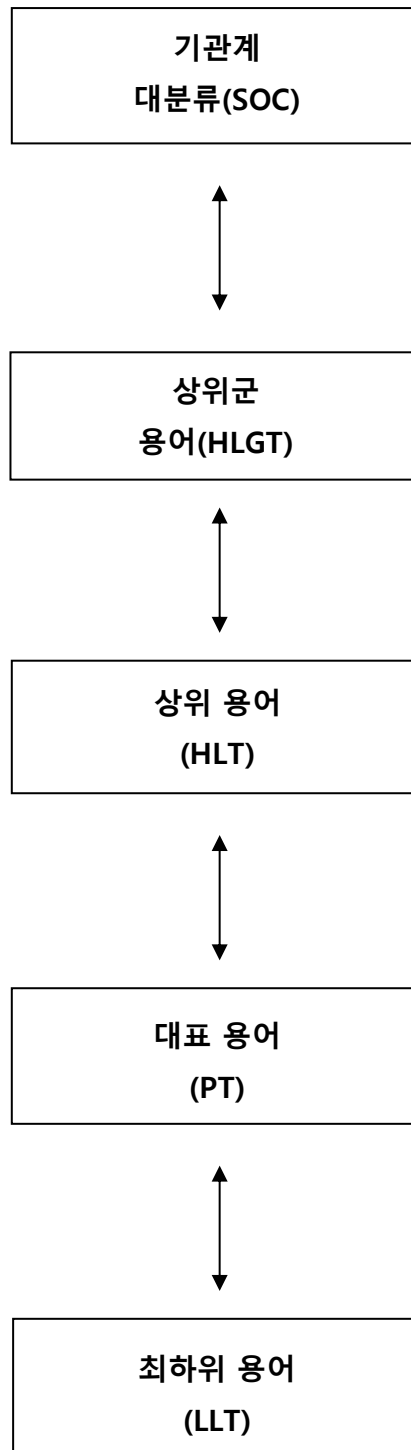 기관계
대분류(SOC)
상위군
용어(HLGT)
상위 용어
(HLT)
대표 용어
(PT)
최하위 용어
(LLT)